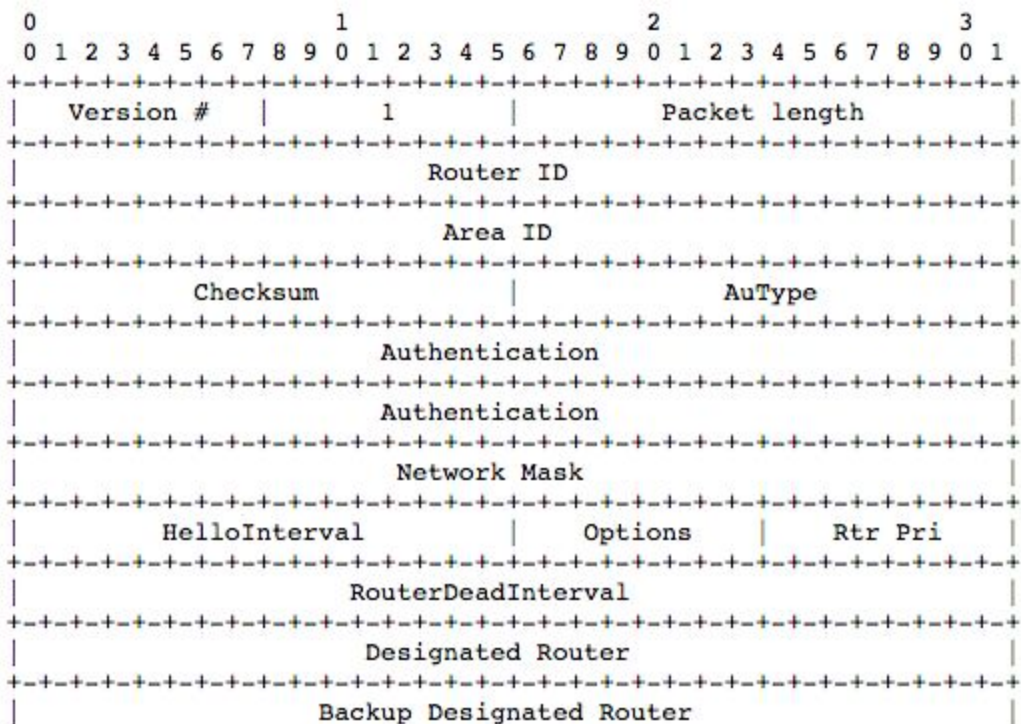 0                   1                   2                   3
0 1 2 3 4 5 6 7 8 9 0 1 2 3 4 5 6 7 8 9 0 1 2 3 4 5 6 7 8 9 0 1
+-+-+-+-+-+-+-+-+-+-+-+-+-+-+-+-+-+-+-+-+-+-+-+-+-+-+-+-+-+-+-+-+
|   Version #   |       1       |         Packet length         |
+-+-+-+-+-+-+-+-+-+-+-+-+-+-+-+-+-+-+-+-+-+-+-+-+-+-+-+-+-+-+-+-+
|                          Router ID                            |
+-+-+-+-+-+-+-+-+-+-+-+-+-+-+-+-+-+-+-+-+-+-+-+-+-+-+-+-+-+-+-+-+
|                           Area ID                             |
+-+-+-+-+-+-+-+-+-+-+-+-+-+-+-+-+-+-+-+-+-+-+-+-+-+-+-+-+-+-+-+-+
|           Checksum            |             AuType            |
+-+-+-+-+-+-+-+-+-+-+-+-+-+-+-+-+-+-+-+-+-+-+-+-+-+-+-+-+-+-+-+-+
|                       Authentication                          |
+-+-+-+-+-+-+-+-+-+-+-+-+-+-+-+-+-+-+-+-+-+-+-+-+-+-+-+-+-+-+-+-+
|                       Authentication                          |
+-+-+-+-+-+-+-+-+-+-+-+-+-+-+-+-+-+-+-+-+-+-+-+-+-+-+-+-+-+-+-+-+
|                        Network Mask                           |
+-+-+-+-+-+-+-+-+-+-+-+-+-+-+-+-+-+-+-+-+-+-+-+-+-+-+-+-+-+-+-+-+
|         HelloInterval         |    Options    |    Rtr Pri    |
+-+-+-+-+-+-+-+-+-+-+-+-+-+-+-+-+-+-+-+-+-+-+-+-+-+-+-+-+-+-+-+-+
|                     RouterDeadInterval                        |
+-+-+-+-+-+-+-+-+-+-+-+-+-+-+-+-+-+-+-+-+-+-+-+-+-+-+-+-+-+-+-+-+
|                      Designated Router                        |
+-+-+-+-+-+-+-+-+-+-+-+-+-+-+-+-+-+-+-+-+-+-+-+-+-+-+-+-+-+-+-+-+
|                   Backup Designated Router                    |